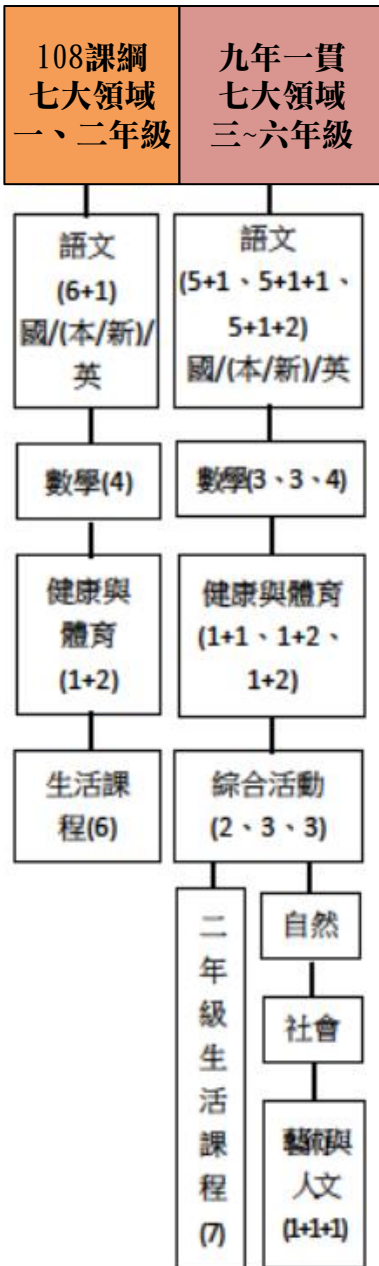 108課綱
七大領域
一、二年級
九年一貫
七大領域
三~六年級
語文
(6+1)
國/(本/新)/
英
語文
(5+1、5+1+1、
5+1+2)
國/(本/新)/英
數學(4)
數學(3、3、4)
健康與
體育
(1+2)
健康與體育
(1+1、1+2、
1+2)
生活課
程(6)
綜合活動
(2、3、3)
二
年
級
生
活
課
程
(7)
自然
社會
藝術與
人文
(1+1+1)